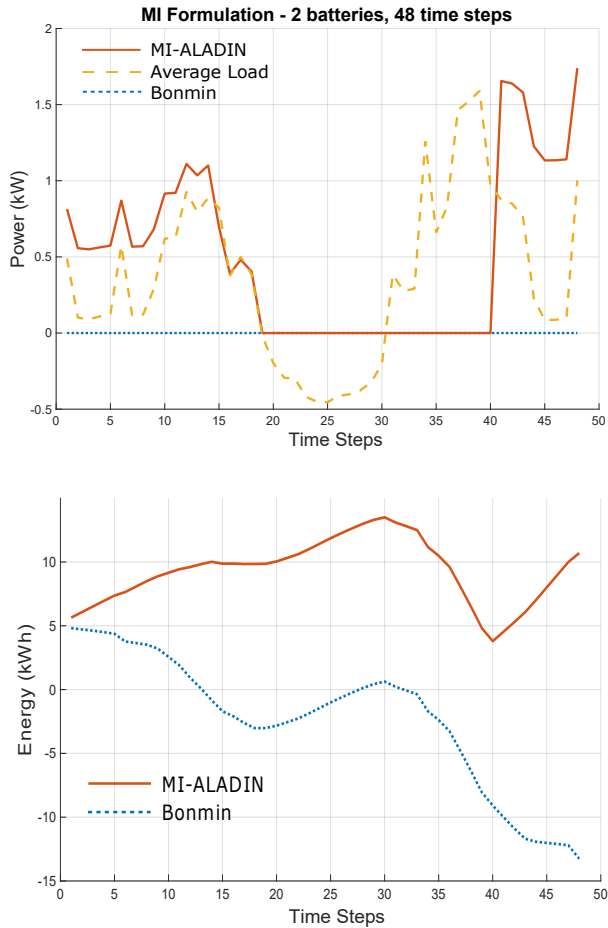 MI Formulation - 2 batteries, 48 time steps
2
1.5
1
0.5
0
-0.5
Power (kW)
MI-ALADIN
Average Load
Bonmin
0 5 10 15 20 25 30 35 40 45 50
Time Steps
10
5
0
-5
-10
-15
Energy (kWh)
MI-ALADIN
Bonmin
0 5 10 15 20 25 30 35 40 45 50
Time Steps